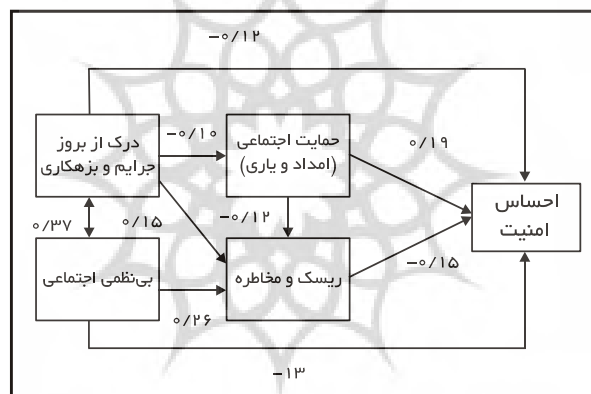 -۰/۱۲
درک از بروز
جرایم و بزهکاری
-۰/۱۰
حمایت اجتماعی
(امداد و یاری)
۰/۱۹
احساس
امنیت
۰/۳۷
۰/۱۵
-۰/۱۲
بی‌نظمی اجتماعی
ریسک و مخاطره
-۰/۱۵
۰/۲۶
-۱۳